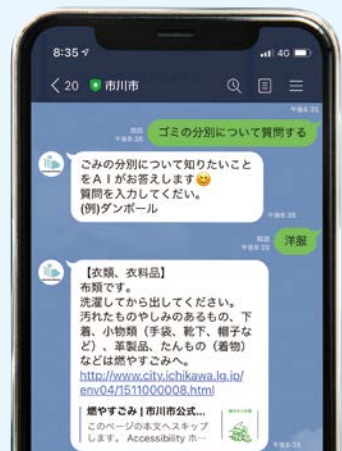 8:35
4G
20 市川市
午後8:35
ゴミの分別について質問する
既読
午後8:35
ごみの分別について知りたいこと
をAIがお答えします😊
質問を入力してくだい。
(例)ダンボール
午後8:35
洋服
既読
午後8:35
【衣類、衣料品】
布類です。
洗濯してから出してください。
汚れたものやしみのあるもの、下
着、小物類（手袋、靴下、帽子な
ど）、革製品、たんもの（着物）
などは燃やすごみへ。
http://www.city.ichikawa.lg.jp/
env04/1511000008.html
燃やすごみ | 市川市公式...
このページの本文へスキップ
します。 Accessibility ホ...